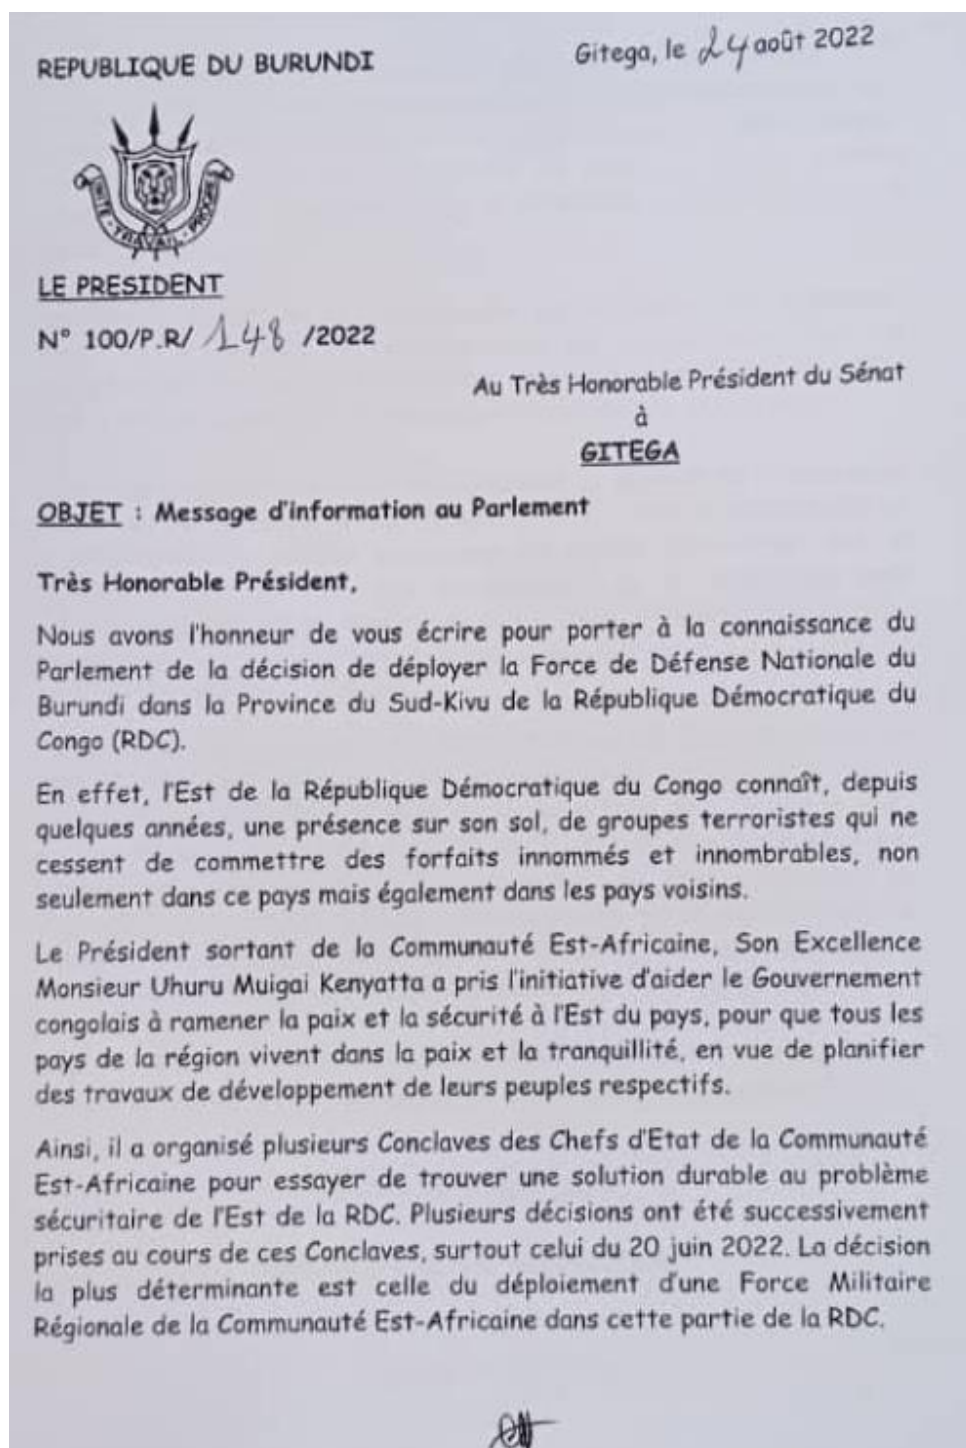 Gitega, le 24 août 2022
REPUBLIQUE DU BURUNDI
UNITE - TRAVAIL - PROGRES
LE PRESIDENT
N° 100/P.R/ 148 /2022
Au Très Honorable Président du Sénat
à
GITEGA
OBJET : Message d'information au Parlement
Très Honorable Président,
Nous avons l'honneur de vous écrire pour porter à la connaissance du
Parlement de la décision de déployer la Force de Défense Nationale du
Burundi dans la Province du Sud-Kivu de la République Démocratique du
Congo (RDC).
En effet, l'Est de la République Démocratique du Congo connaît, depuis
quelques années, une présence sur son sol, de groupes terroristes qui ne
cessent de commettre des forfaits innommés et innombrables, non
seulement dans ce pays mais également dans les pays voisins.
Le Président sortant de la Communauté Est-Africaine, Son Excellence
Monsieur Uhuru Muigai Kenyatta a pris l'initiative d'aider le Gouvernement
congolais à ramener la paix et la sécurité à l'Est du pays, pour que tous les
pays de la région vivent dans la paix et la tranquillité, en vue de planifier
des travaux de développement de leurs peuples respectifs.
Ainsi, il a organisé plusieurs Conclaves des Chefs d'Etat de la Communauté
Est-Africaine pour essayer de trouver une solution durable au problème
sécuritaire de l'Est de la RDC. Plusieurs décisions ont été successivement
prises au cours de ces Conclaves, surtout celui du 20 juin 2022. La décision
la plus déterminante est celle du déploiement d'une Force Militaire
Régionale de la Communauté Est-Africaine dans cette partie de la RDC.